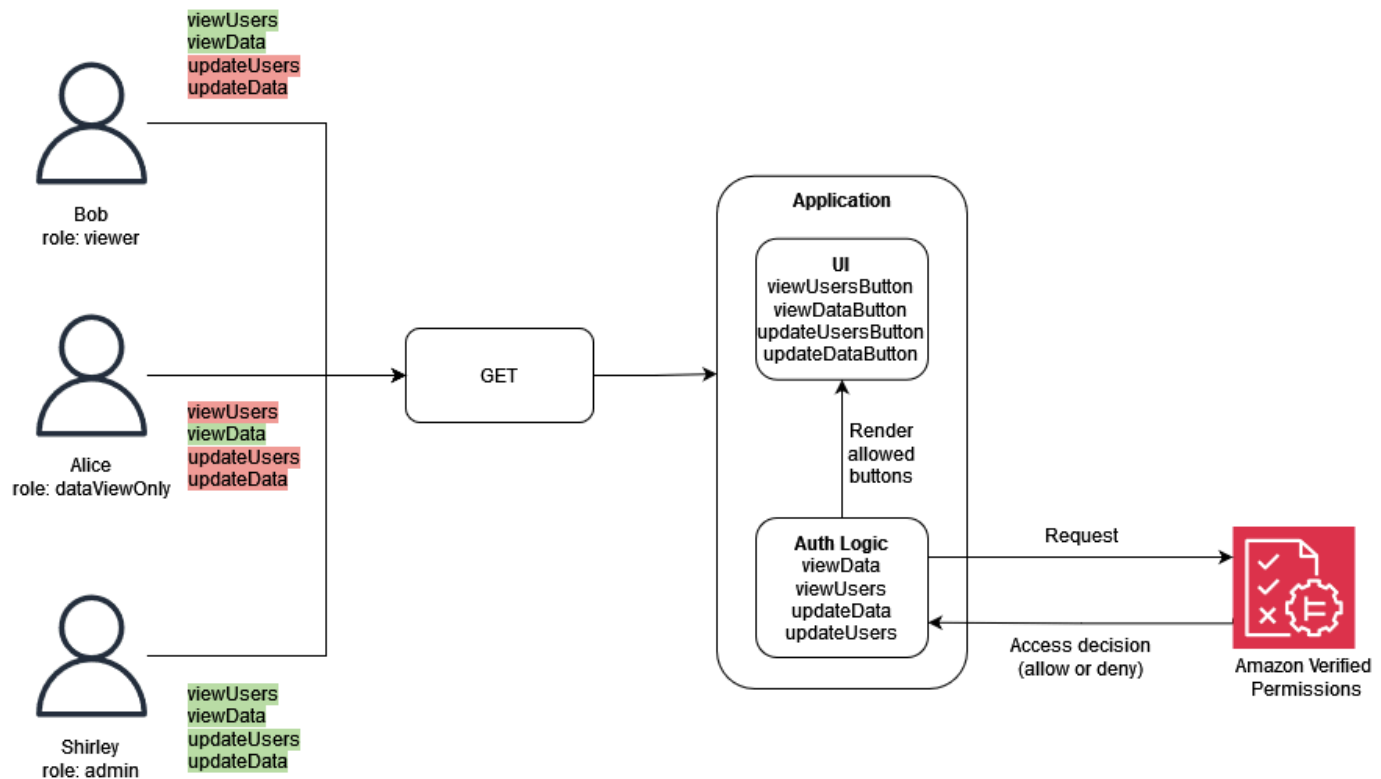 viewUsers
viewData
updateUsers
updateData
Bob
role: viewer
viewUsers
viewData
updateUsers
updateData
Alice
role: dataViewOnly
viewUsers
viewData
updateUsers
updateData
Shirley
role: admin
GET
Application
UI
viewUsersButton
viewDataButton
updateUsersButton
updateDataButton
Render
allowed
buttons
Auth Logic
viewData
viewUsers
updateData
updateUsers
Request
Access decision
(allow or deny)
Amazon Verified
Permissions